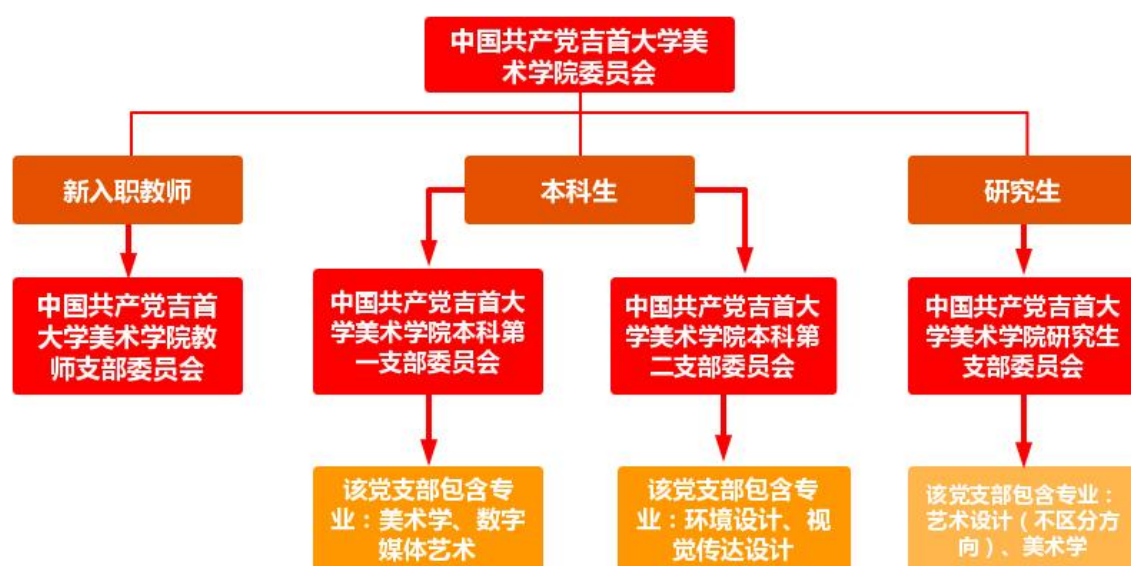 中国共产党吉首大学美
术学院委员会
新入职教师
本科生
研究生
中国共产党吉首
大学美术学院教
师支部委员会
中国共产党吉首大
学美术学院本科第
一支部委员会
中国共产党吉首大
学美术学院本科第
二支部委员会
中国共产党吉首大
学美术学院研究生
支部委员会
该党支部包含专
业：美术学、数字
媒体艺术
该党支部包含专
业：环境设计、视
觉传达设计
该党支部包含专业：
艺术设计（不区分方
向）、美术学